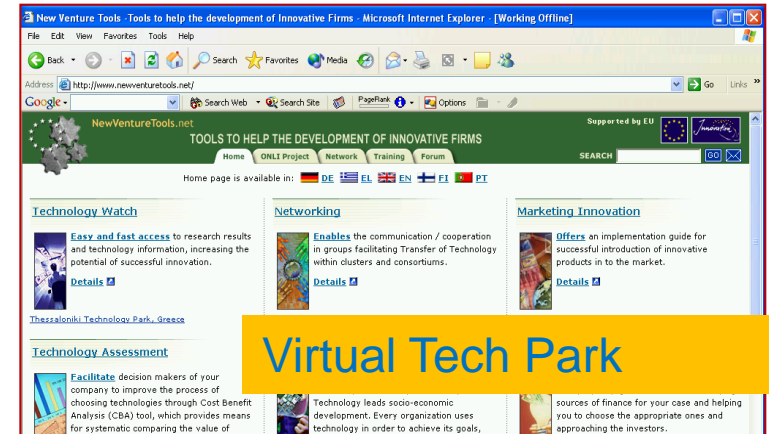 New Venture Tools -Tools to help the development of Innovative Firms - Microsoft Internet Explorer - [Working Offline]
File Edit View Favorites Tools Help
Back Search Favorites Media
Address http://www.newventuretools.net/ Go Links »
Google Search Web Search Site PageRank Options
NewVentureTools.net
Supported by EU
Innovation
TOOLS TO HELP THE DEVELOPMENT OF INNOVATIVE FIRMS
Home ONLI Project Network Training Forum
SEARCH GO
Home page is available in: DE EL EN FI PT
Technology Watch
Easy and fast access to research results
and technology information, increasing the
potential of successful innovation.
Details
Thessaloniki Technology Park, Greece
Networking
Enables the communication / cooperation
in groups facilitating Transfer of Technology
within clusters and consortiums.
Details
Marketing Innovation
Offers an implementation guide for
successful introduction of innovative
products in to the market.
Details
Virtual Tech Park
Technology Assessment
Facilitate decision makers of your
company to improve the process of
choosing technologies through Cost Benefit
Analysis (CBA) tool, which provides means
for systematic comparing the value of
Technology leads socio-economic
development. Every organization uses
technology in order to achieve its goals,
sources of finance for your case and helping
you to choose the appropriate ones and
approaching the investors.